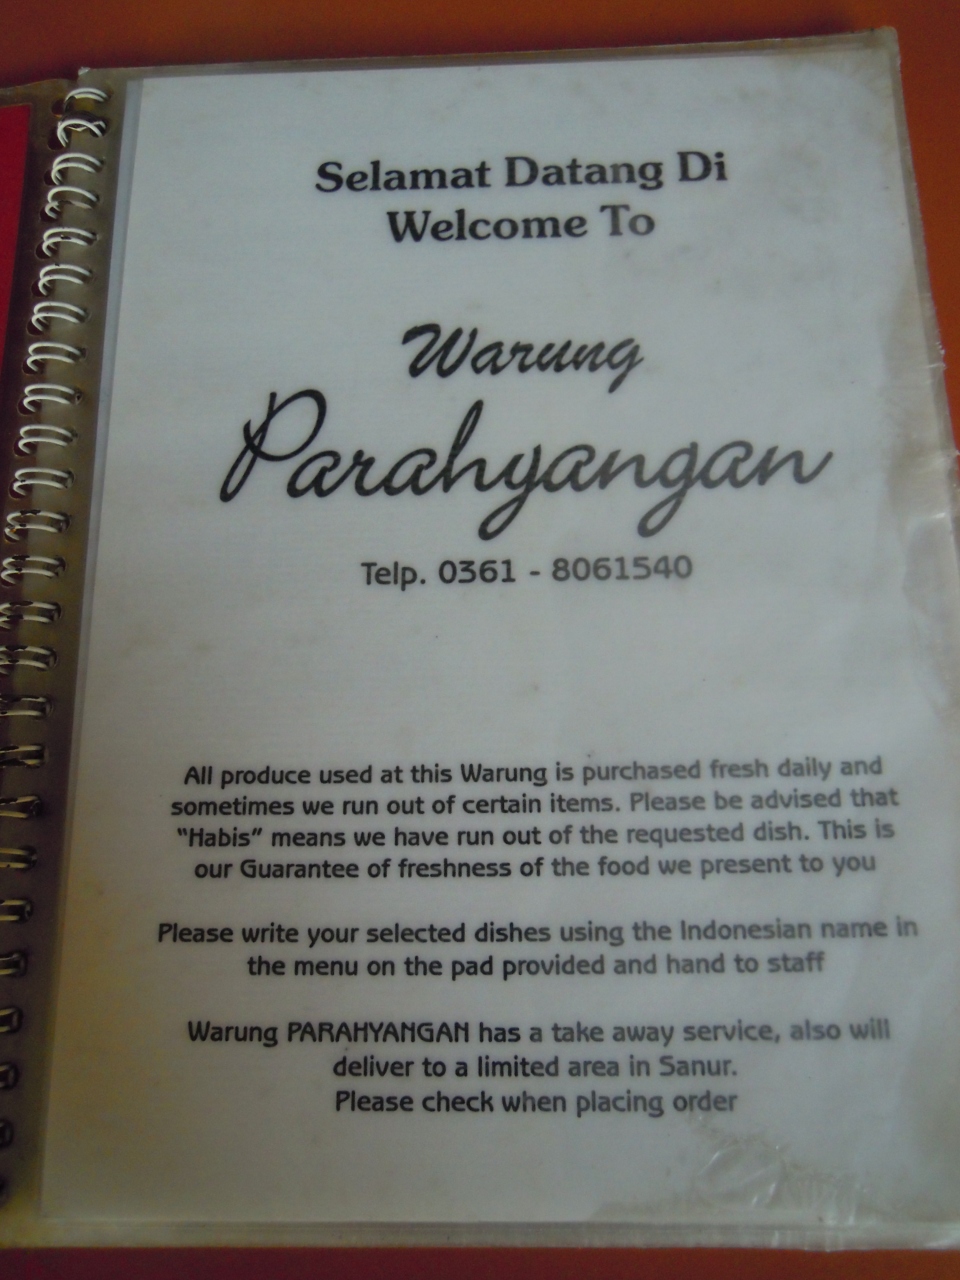 Selamat Datang Di
Welcome To
Warung
Parahyangan
Telp. 0361 - 8061540
All produce used at this Warung is purchased fresh daily and
sometimes we run out of certain items. Please be advised that
“Habis” means we have run out of the requested dish. This is
our Guarantee of freshness of the food we present to you
Please write your selected dishes using the Indonesian name in
the menu on the pad provided and hand to staff
Warung PARAHYANGAN has a take away service, also will
deliver to a limited area in Sanur.
Please check when placing order